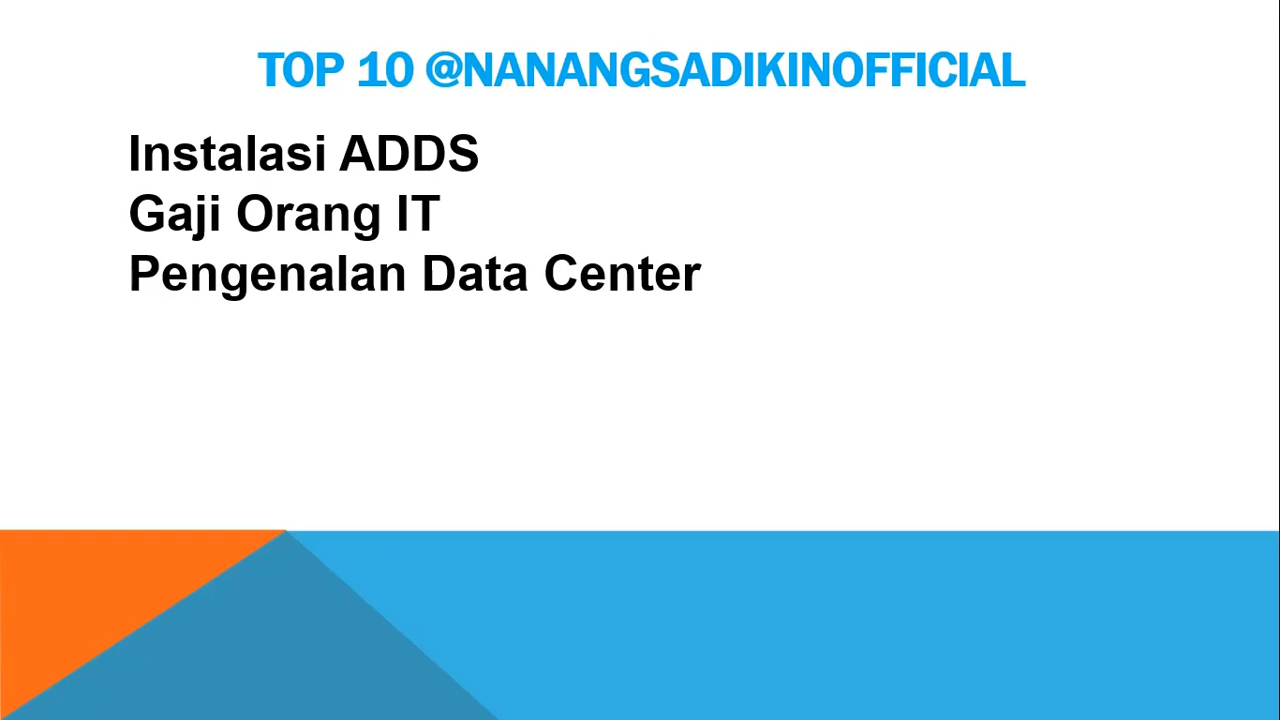 TOP 10 @NANANGSADIKINOFFICIAL
Instalasi ADDS
Gaji Orang IT
Pengenalan Data Center